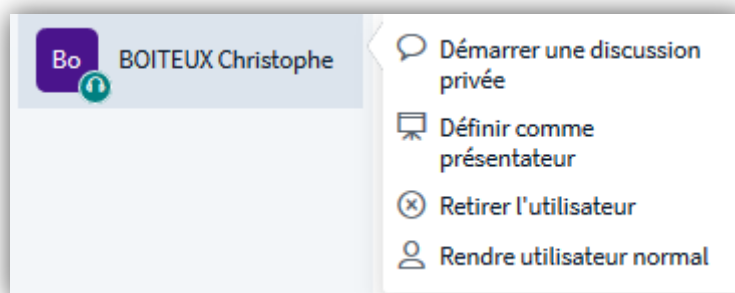 Bo
BOITEUX Christophe
Démarrer une discussion
privée
Définir comme
présentateur
Retirer l'utilisateur
Rendre utilisateur normal